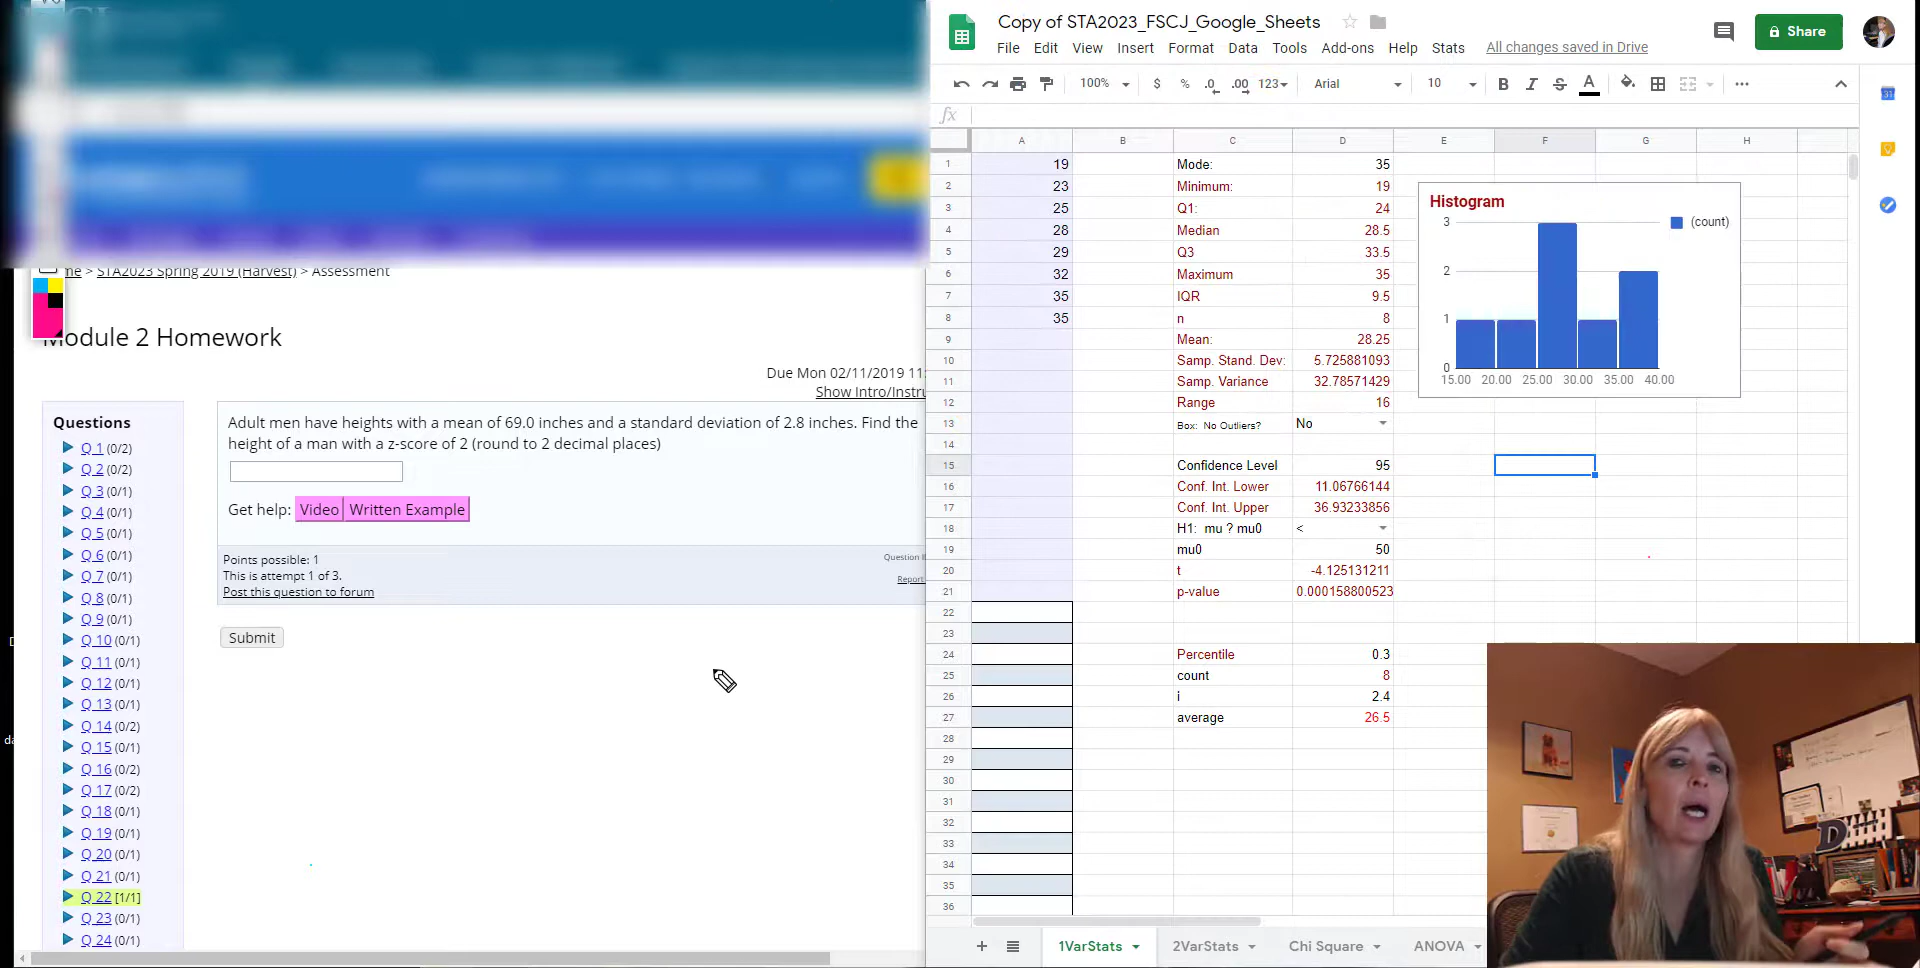 Copy of STA2023_FSCJ_Google_Sheets
File Edit View Insert Format Data Tools Add-ons Help Stats All changes saved in Drive
Share
100% $ % .0 .00 123 Arial 10 B I S A
fx
A B C D E F G H
1 19 Mode: 35
2 23 Minimum: 19
3 25 Q1: 24
4 28 Median 28.5
5 29 Q3 33.5
6 32 Maximum 35
7 35 IQR 9.5
8 35 n 8
9 Mean: 28.25
10 Samp. Stand. Dev: 5.725881093
11 Samp. Variance 32.78571429
12 Range 16
13 Box: No Outliers? No
14
15 Confidence Level 95
16 Conf. Int. Lower 11.06766144
17 Conf. Int. Upper 36.93233856
18 H1: mu ? mu0 <
19 mu0 50
20 t -4.125131211
21 p-value 0.000158800523
22
23
24 Percentile 0.3
25 count 8
26 i 2.4
27 average 26.5
28
29
30
31
32
33
34
35
36
Histogram
(count)
3
2
1
0
15.00 20.00 25.00 30.00 35.00 40.00
1VarStats 2VarStats Chi Square ANOVA
me > STA2023 Spring 2019 (Harvest) > Assessment
Module 2 Homework
Due Mon 02/11/2019 11:
Show Intro/Instru
Questions
Q 1 (0/2)
Q 2 (0/2)
Q 3 (0/1)
Q 4 (0/1)
Q 5 (0/1)
Q 6 (0/1)
Q 7 (0/1)
Q 8 (0/1)
Q 9 (0/1)
Q 10 (0/1)
Q 11 (0/1)
Q 12 (0/1)
Q 13 (0/1)
Q 14 (0/2)
Q 15 (0/1)
Q 16 (0/2)
Q 17 (0/2)
Q 18 (0/1)
Q 19 (0/1)
Q 20 (0/1)
Q 21 (0/1)
Q 22 [1/1]
Q 23 (0/1)
Q 24 (0/1)
Adult men have heights with a mean of 69.0 inches and a standard deviation of 2.8 inches. Find the
height of a man with a z-score of 2 (round to 2 decimal places)
Get help: Video Written Example
Points possible: 1
This is attempt 1 of 3.
Post this question to forum
Question I
Report
Submit
D